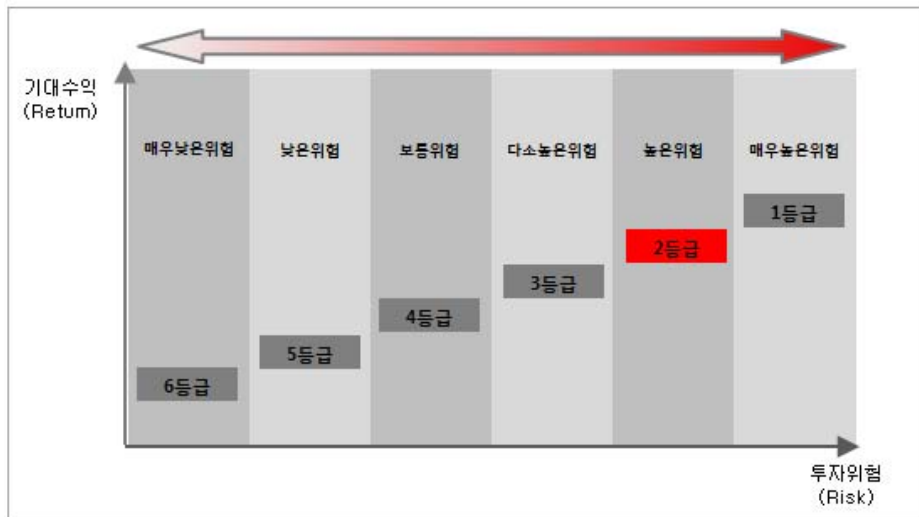 기대수익
(Return)
매우낮은위험
낮은위험
보통위험
다소높은위험
높은위험
매우높은위험
1등급
2등급
3등급
4등급
5등급
6등급
투자위험
(Risk)